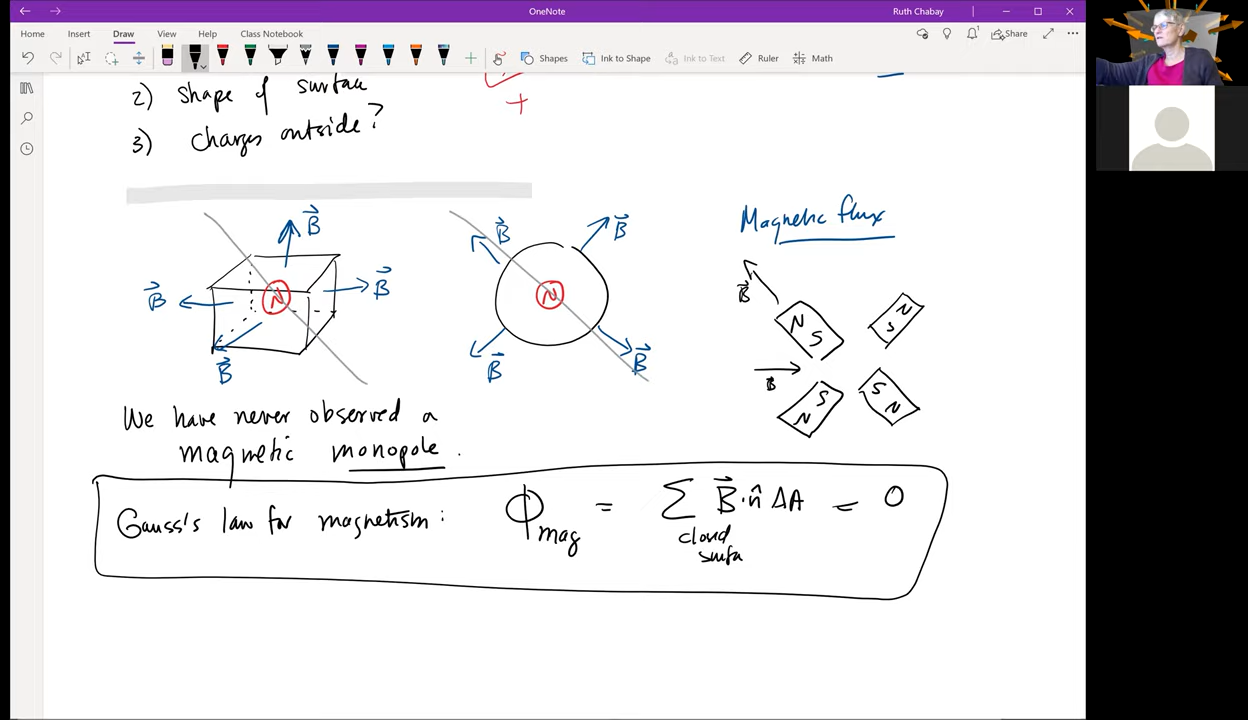 OneNote
Ruth Chabay
Home Insert Draw View Help Class Notebook
Share
Shapes Ink to Shape Ink to Text Ruler Math
2) shape of surface
+
3) charges outside?
Magnetic flux
B⃗
B⃗ B⃗
B⃗ B⃗
N
N
B⃗
B⃗ B⃗
B⃗
N S
N S
B⃗
S N
S N
We have never observed a
magnetic monopole.
Gauss's law for magnetism: Φmag = ∑ B⃗·n̂ ΔA = 0